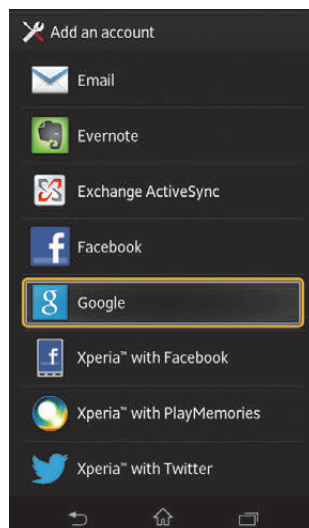 Add an account
Email
Evernote
Exchange ActiveSync
Facebook
Google
Xperia™ with Facebook
Xperia™ with PlayMemories
Xperia™ with Twitter